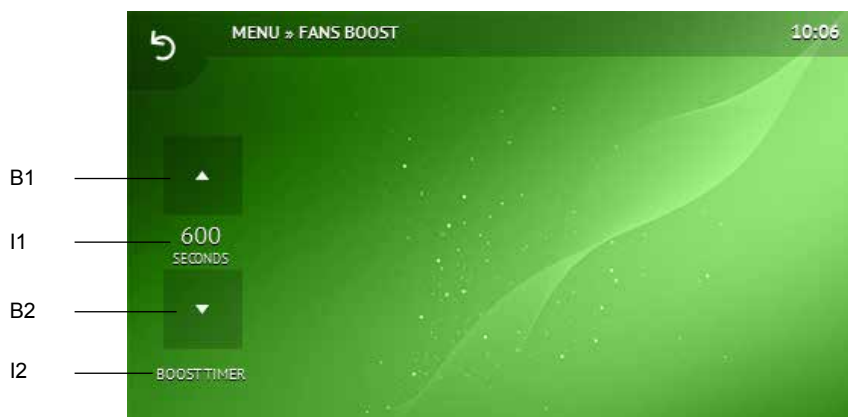 MENU » FANS BOOST
10:06
B1
I1
600
SECONDS
B2
I2
BOOST TIMER